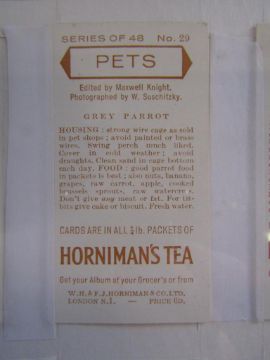 SERIES OF 48 No. 29
PETS
Edited by Maxwell Knight.
Photographed by W. Suschitzky.
GREY PARROT
HOUSING : strong wire cage as sold
in pet shops ; avoid painted or brass
wires. Swing perch much liked.
Cover in cold weather ; avoid
draughts. Clean sand in cage bottom
each day. FOOD : good parrot food
in packets is best ; also nuts, banana,
grapes, raw carrot, apple, cooked
brussels sprouts, raw watercress
Don't give any meat or fat. For tit-
bits give cake or biscuit. Fresh water.
CARDS ARE IN ALL ¼lb. PACKETS OF
HORNIMAN'S TEA
Get your Album at your Grocer's or from
W.H. & F.J. HORNIMAN & CO., LTD.,
LONDON N.1. — PRICE 6D.